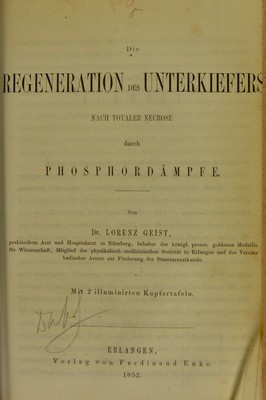 Die
REGENERATION DES UNTERKIEFERS
NACH TOTALER NECROSE
durch
PHOSPHORDÄMPFE.
Von
Dr. LORENZ GEIST,
praktischem Arzt und Hospitalarzt in Nürnberg, Inhaber der königl. preuss. goldenen Medaille
für Wissenschaft, Mitglied der physikalisch-medicinischen Societät in Erlangen und des Vereins
badischer Aerzte zur Förderung der Staatsarzneikunde.
Mit 2 illuminirten Kupfertafeln.
ERLANGEN,
Verlag von Ferdinand Enke.
1852.